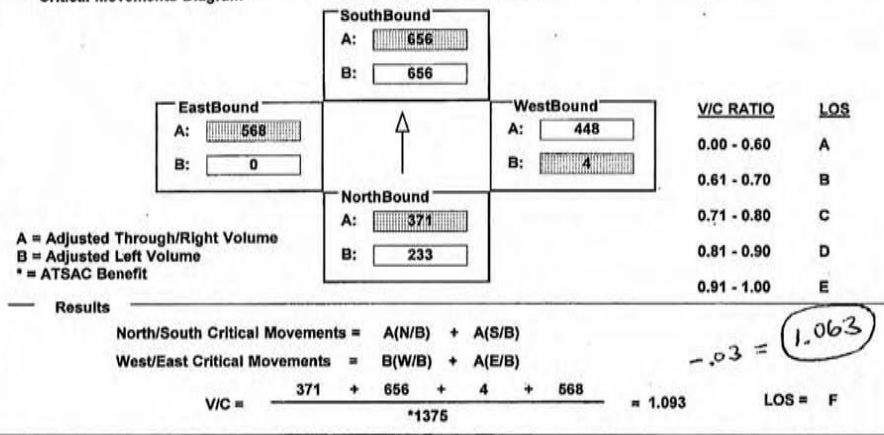 Critical Movements Diagram
SouthBound
A: 656
B: 656
EastBound
A: 568
B: 0
WestBound
A: 448
B: 4
NorthBound
A: 371
B: 233
V/C RATIO LOS
0.00 - 0.60 A
0.61 - 0.70 B
0.71 - 0.80 C
0.81 - 0.90 D
0.91 - 1.00 E
A = Adjusted Through/Right Volume
B = Adjusted Left Volume
* = ATSAC Benefit
Results
North/South Critical Movements = A(N/B) + A(S/B)
West/East Critical Movements = B(W/B) + A(E/B)
-.03 = 1.063
V/C = 371 + 656 + 4 + 568 = 1.093 LOS = F
*1375